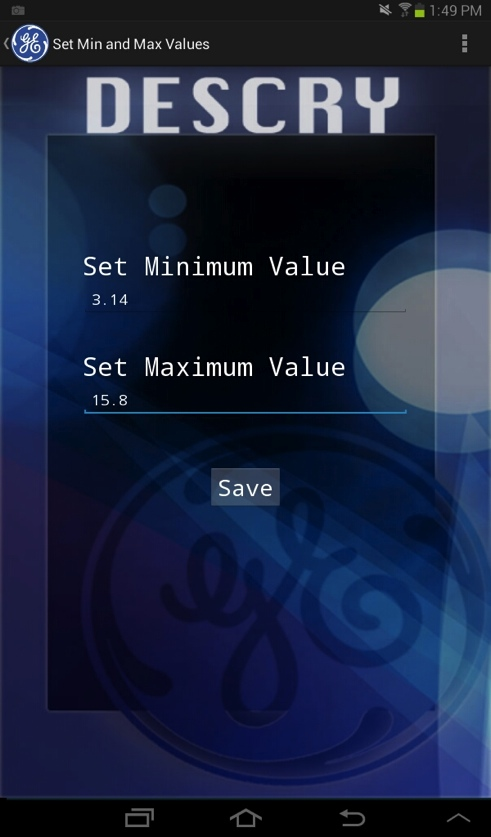 1:49 PM
Set Min and Max Values
DESCRY
Set Minimum Value
3.14
Set Maximum Value
15.8
Save